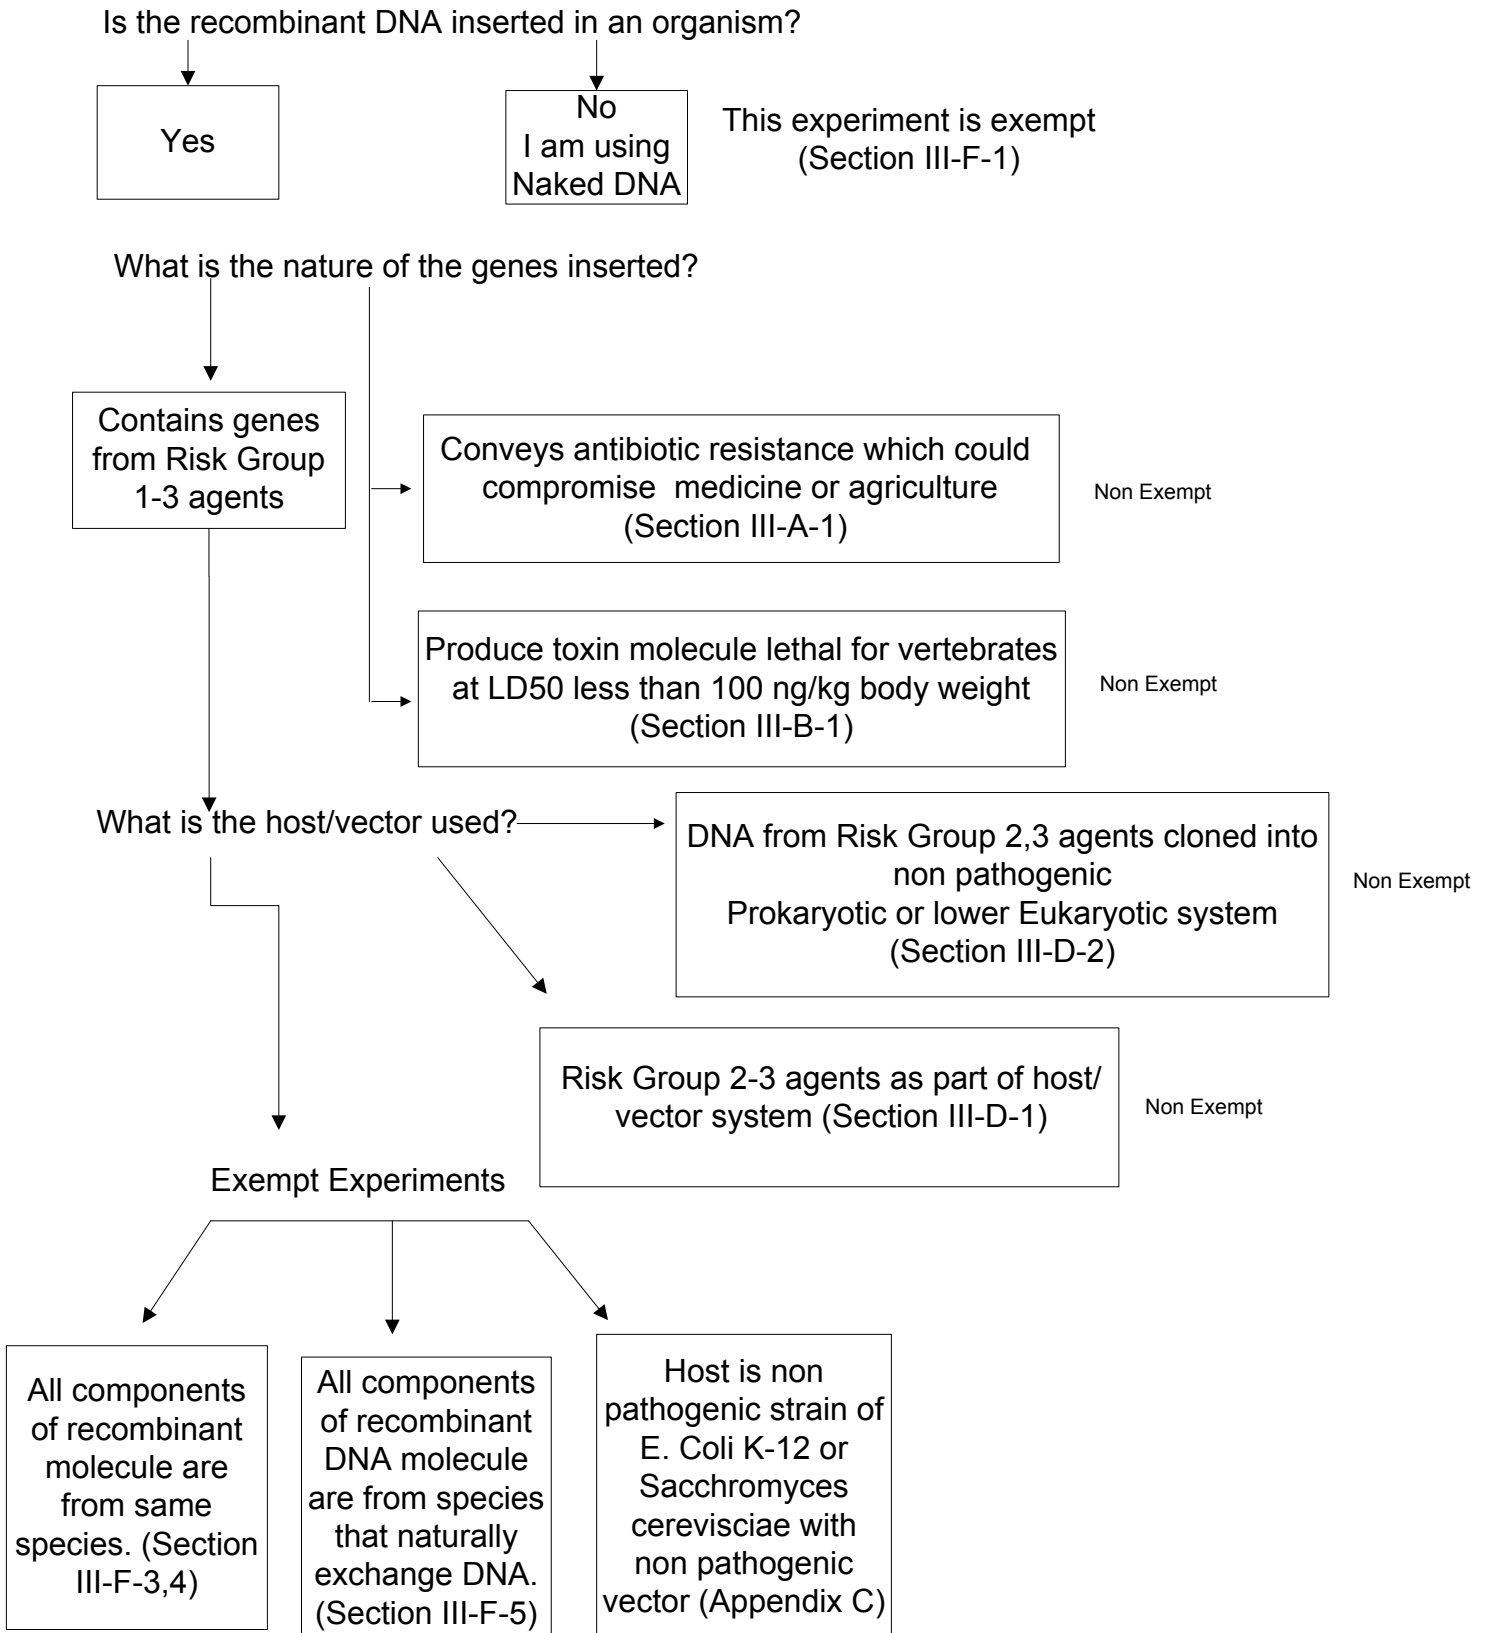 Is the recombinant DNA inserted in an organism?
Yes
No
I am using
Naked DNA
This experiment is exempt
(Section III-F-1)
What is the nature of the genes inserted?
Contains genes
from Risk Group
1-3 agents
Conveys antibiotic resistance which could
compromise medicine or agriculture
(Section III-A-1)
Non Exempt
Produce toxin molecule lethal for vertebrates
at LD50 less than 100 ng/kg body weight
(Section III-B-1)
Non Exempt
What is the host/vector used?
DNA from Risk Group 2,3 agents cloned into
non pathogenic
Prokaryotic or lower Eukaryotic system
(Section III-D-2)
Non Exempt
Risk Group 2-3 agents as part of host/
vector system (Section III-D-1)
Non Exempt
Exempt Experiments
All components
of recombinant
molecule are
from same
species. (Section
III-F-3,4)
All components
of recombinant
DNA molecule
are from species
that naturally
exchange DNA.
(Section III-F-5)
Host is non
pathogenic strain of
E. Coli K-12 or
Sacchromyces
cerevisciae with
non pathogenic
vector (Appendix C)